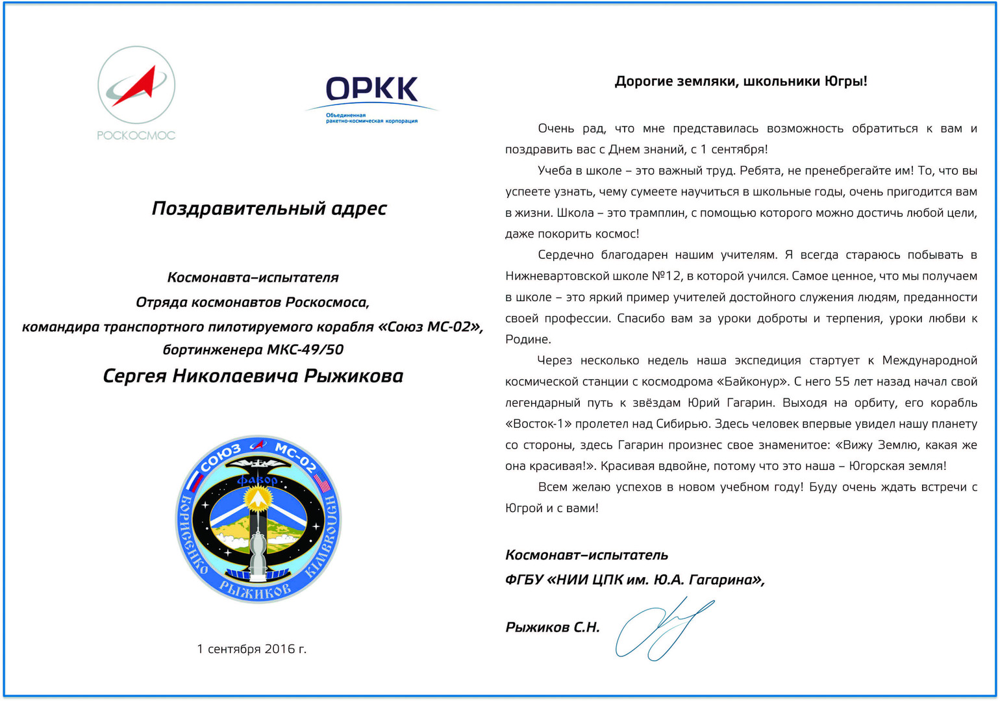 РОСКОСМОС
ОРКК
Объединенная
ракетно-космическая корпорация
Поздравительный адрес
Космонавта–испытателя
Отряда космонавтов Роскосмоса,
командира транспортного пилотируемого корабля «Союз МС-02»,
бортинженера МКС-49/50
Сергея Николаевича Рыжикова
СОЮЗ МС-02
фавор
БОРИСЕНКО РЫЖИКОВ KIMBROUGH
1 сентября 2016 г.
Дорогие земляки, школьники Югры!
Очень рад, что мне представилась возможность обратиться к вам и
поздравить вас с Днем знаний, с 1 сентября!
Учеба в школе – это важный труд. Ребята, не пренебрегайте им! То, что вы
успеете узнать, чему сумеете научиться в школьные годы, очень пригодится вам
в жизни. Школа – это трамплин, с помощью которого можно достичь любой цели,
даже покорить космос!
Сердечно благодарен нашим учителям. Я всегда стараюсь побывать в
Нижневартовской школе №12, в которой учился. Самое ценное, что мы получаем
в школе – это яркий пример учителей достойного служения людям, преданности
своей профессии. Спасибо вам за уроки доброты и терпения, уроки любви к
Родине.
Через несколько недель наша экспедиция стартует к Международной
космической станции с космодрома «Байконур». С него 55 лет назад начал свой
легендарный путь к звёздам Юрий Гагарин. Выходя на орбиту, его корабль
«Восток-1» пролетел над Сибирью. Здесь человек впервые увидел нашу планету
со стороны, здесь Гагарин произнес свое знаменитое: «Вижу Землю, какая же
она красивая!». Красивая вдвойне, потому что это наша – Югорская земля!
Всем желаю успехов в новом учебном году! Буду очень ждать встречи с
Югрой и с вами!
Космонавт–испытатель
ФГБУ «НИИ ЦПК им. Ю.А. Гагарина»,
Рыжиков С.Н.